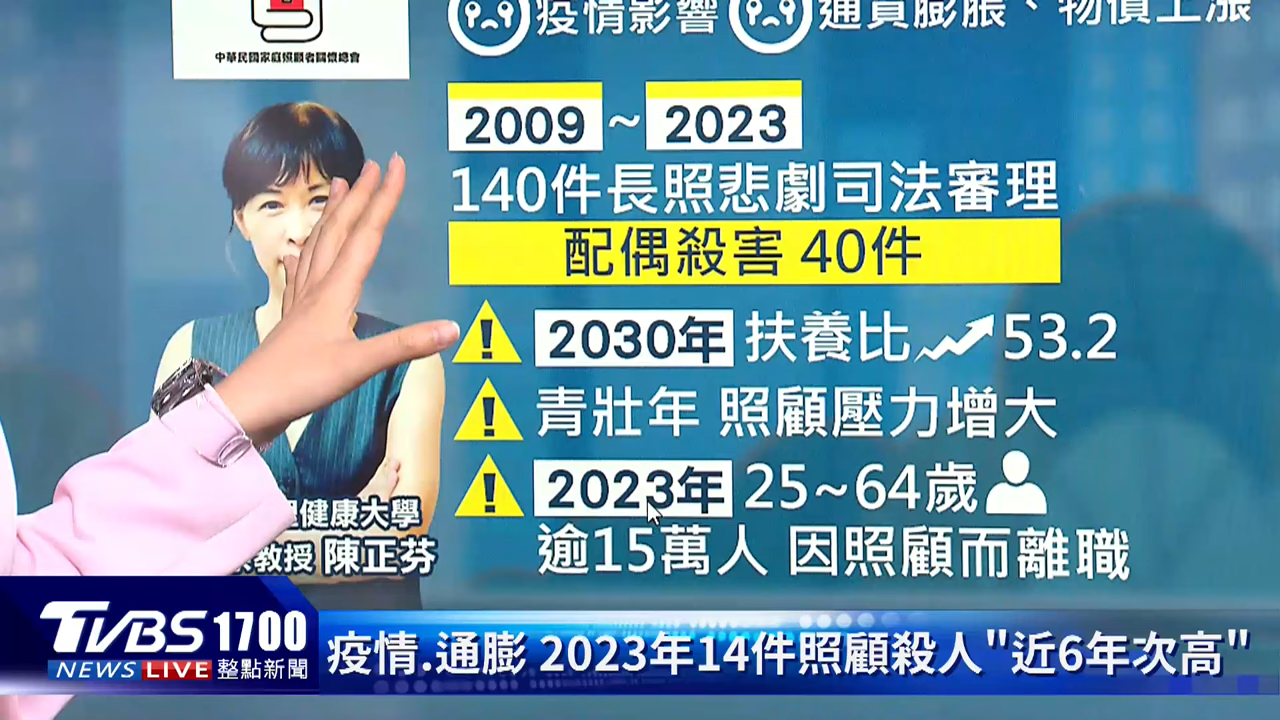 中華民國家庭照顧者關懷總會
疫情影響 通貨膨脹、物價上漲
2009~2023
140件長照悲劇司法審理
配偶殺害 40件
2030年 扶養比 53.2
青壯年 照顧壓力增大
2023年 25~64歲
逾15萬人 因照顧而離職
健康大學
教授 陳正芬
TVBS 1700
NEWS LIVE 整點新聞
疫情.通膨 2023年14件照顧殺人"近6年次高"